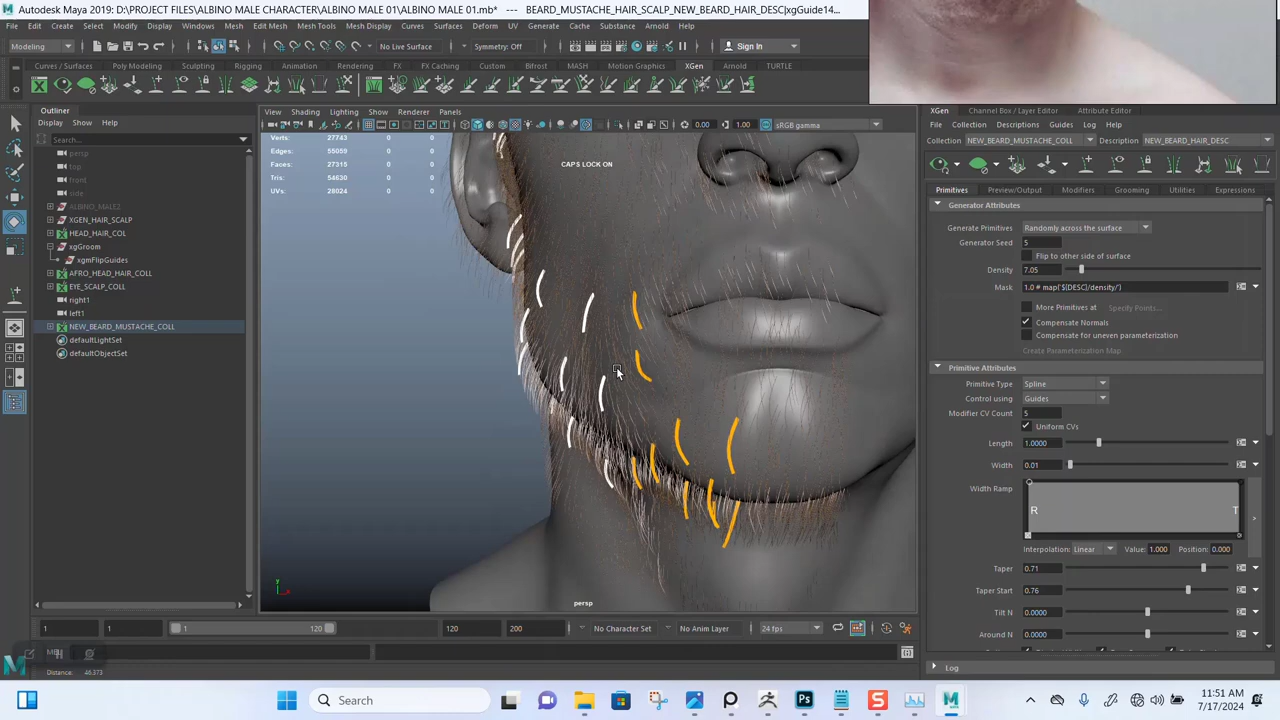 Autodesk Maya 2019: D:\PROJECT FILES\ALBINO MALE CHARACTER\ALBINO MALE 01\ALBINO MALE 01.mb* --- BEARD_MUSTACHE_HAIR_SCALP_NEW_BEARD_HAIR_DESC|xgGuide14...
File Edit Create Select Modify Display Windows Mesh Edit Mesh Mesh Tools Mesh Display Curves Surfaces Deform UV Generate Cache Substance Arnold Help
Modeling No Live Surface Symmetry: Off Sign In
Curves / Surfaces Poly Modeling Sculpting Rigging Animation Rendering FX FX Caching Custom Bifrost MASH Motion Graphics XGen Arnold TURTLE
Outliner
Display Show Help
Search...
persp
top
front
side
ALBINO_MALE2
XGEN_HAIR_SCALP
HEAD_HAIR_COL
xgGroom
xgmFlipGuides
AFRO_HEAD_HAIR_COLL
EYE_SCALP_COLL
right1
left1
NEW_BEARD_MUSTACHE_COLL
defaultLightSet
defaultObjectSet
View Shading Lighting Show Renderer Panels
0.00 1.00 sRGB gamma
Verts: 27743 0 0
Edges: 55059 0 0
Faces: 27315 0 0
Tris: 54630 0 0
UVs: 28024 0 0
CAPS LOCK ON
persp
XGen Channel Box / Layer Editor Attribute Editor
File Collection Descriptions Guides Log Help
Collection NEW_BEARD_MUSTACHE_COLL Description NEW_BEARD_HAIR_DESC
Primitives Preview/Output Modifiers Grooming Utilities Expressions
Generator Attributes
Generate Primitives Randomly across the surface
Generator Seed 5
Flip to other side of surface
Density 7.05
Mask 1.0 # map('${DESC}/density/')
More Primitives at Specify Points...
Compensate Normals
Compensate for uneven parameterization
Create Parameterization Map.
Primitive Attributes
Primitive Type Spline
Control using Guides
Modifier CV Count 5
Uniform CVs
Length 1.0000
Width 0.01
Width Ramp
R T
Interpolation: Linear Value: 1.000 Position: 0.000
Taper 0.71
Taper Start 0.76
Tilt N 0.0000
Around N 0.0000
Log
1 1 1 120 120 200 No Character Set No Anim Layer 24 fps
Distance: 46.373
Search
11:51 AM
7/17/2024